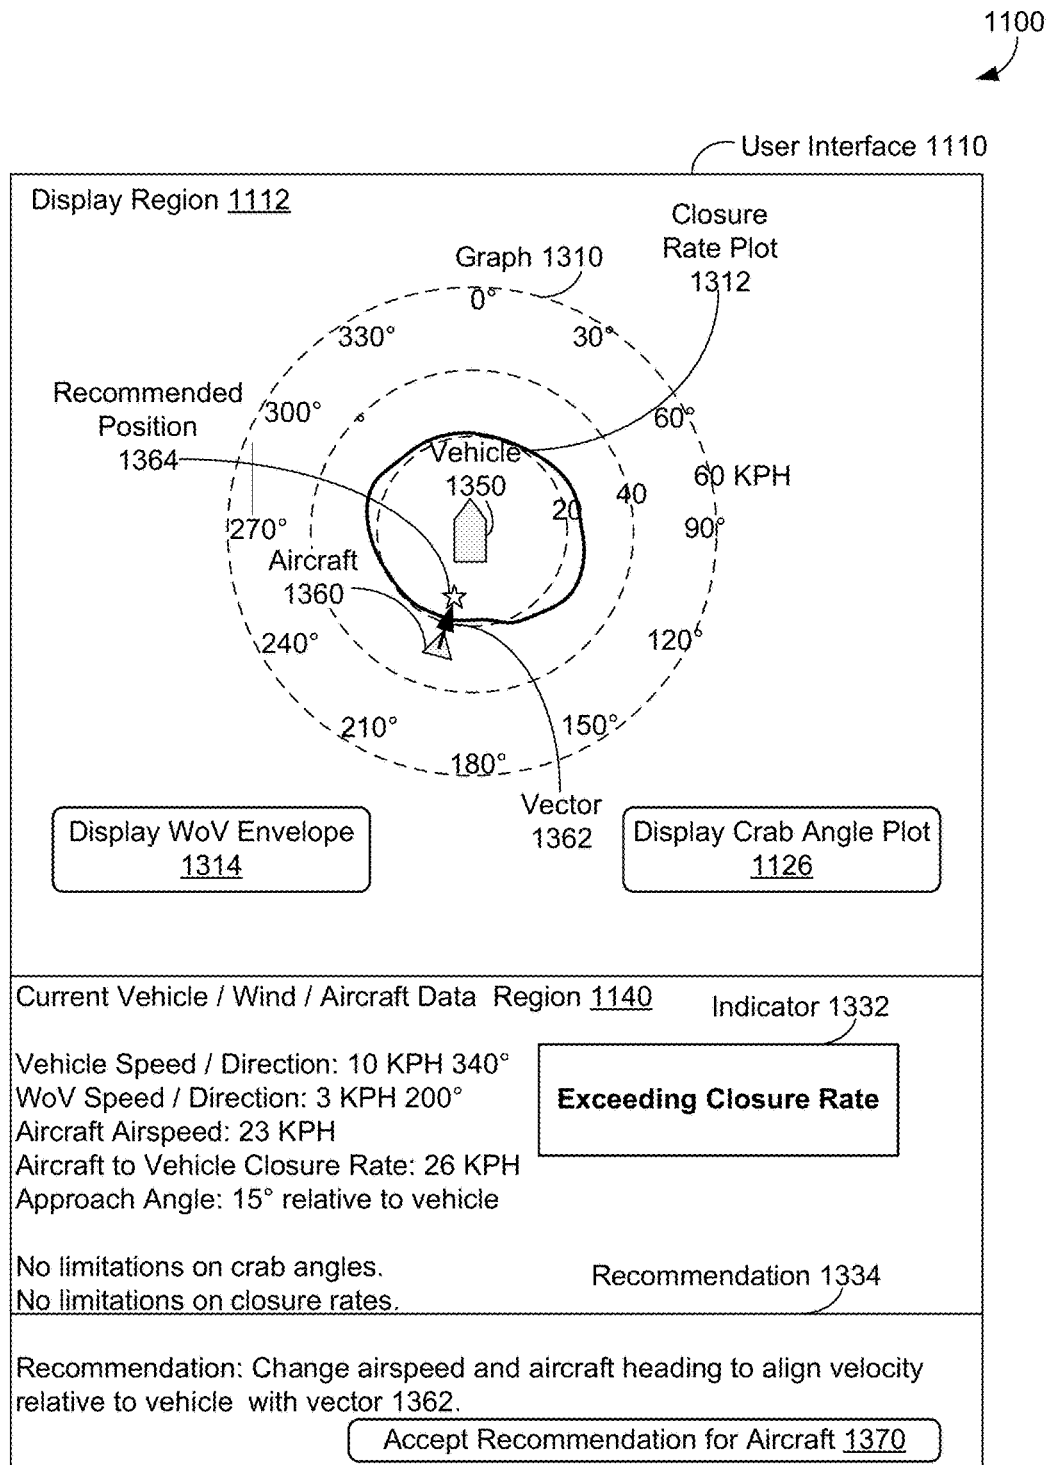 1100
User Interface 1110
Display Region 1112
Closure
Rate Plot
1312
Graph 1310
0°
330°
30°
Recommended
Position
1364
300°
°
60°
Vehicle
1350
60 KPH
40
20
270°
90°
Aircraft
1360
240°
120°
210°
150°
180°
Vector
1362
Display WoV Envelope
1314
Display Crab Angle Plot
1126
Current Vehicle / Wind / Aircraft Data Region 1140
Indicator 1332
Vehicle Speed / Direction: 10 KPH 340°
WoV Speed / Direction: 3 KPH 200°
Exceeding Closure Rate
Aircraft Airspeed: 23 KPH
Aircraft to Vehicle Closure Rate: 26 KPH
Approach Angle: 15° relative to vehicle
No limitations on crab angles.
No limitations on closure rates.
Recommendation 1334
Recommendation: Change airspeed and aircraft heading to align velocity
relative to vehicle with vector 1362.
Accept Recommendation for Aircraft 1370